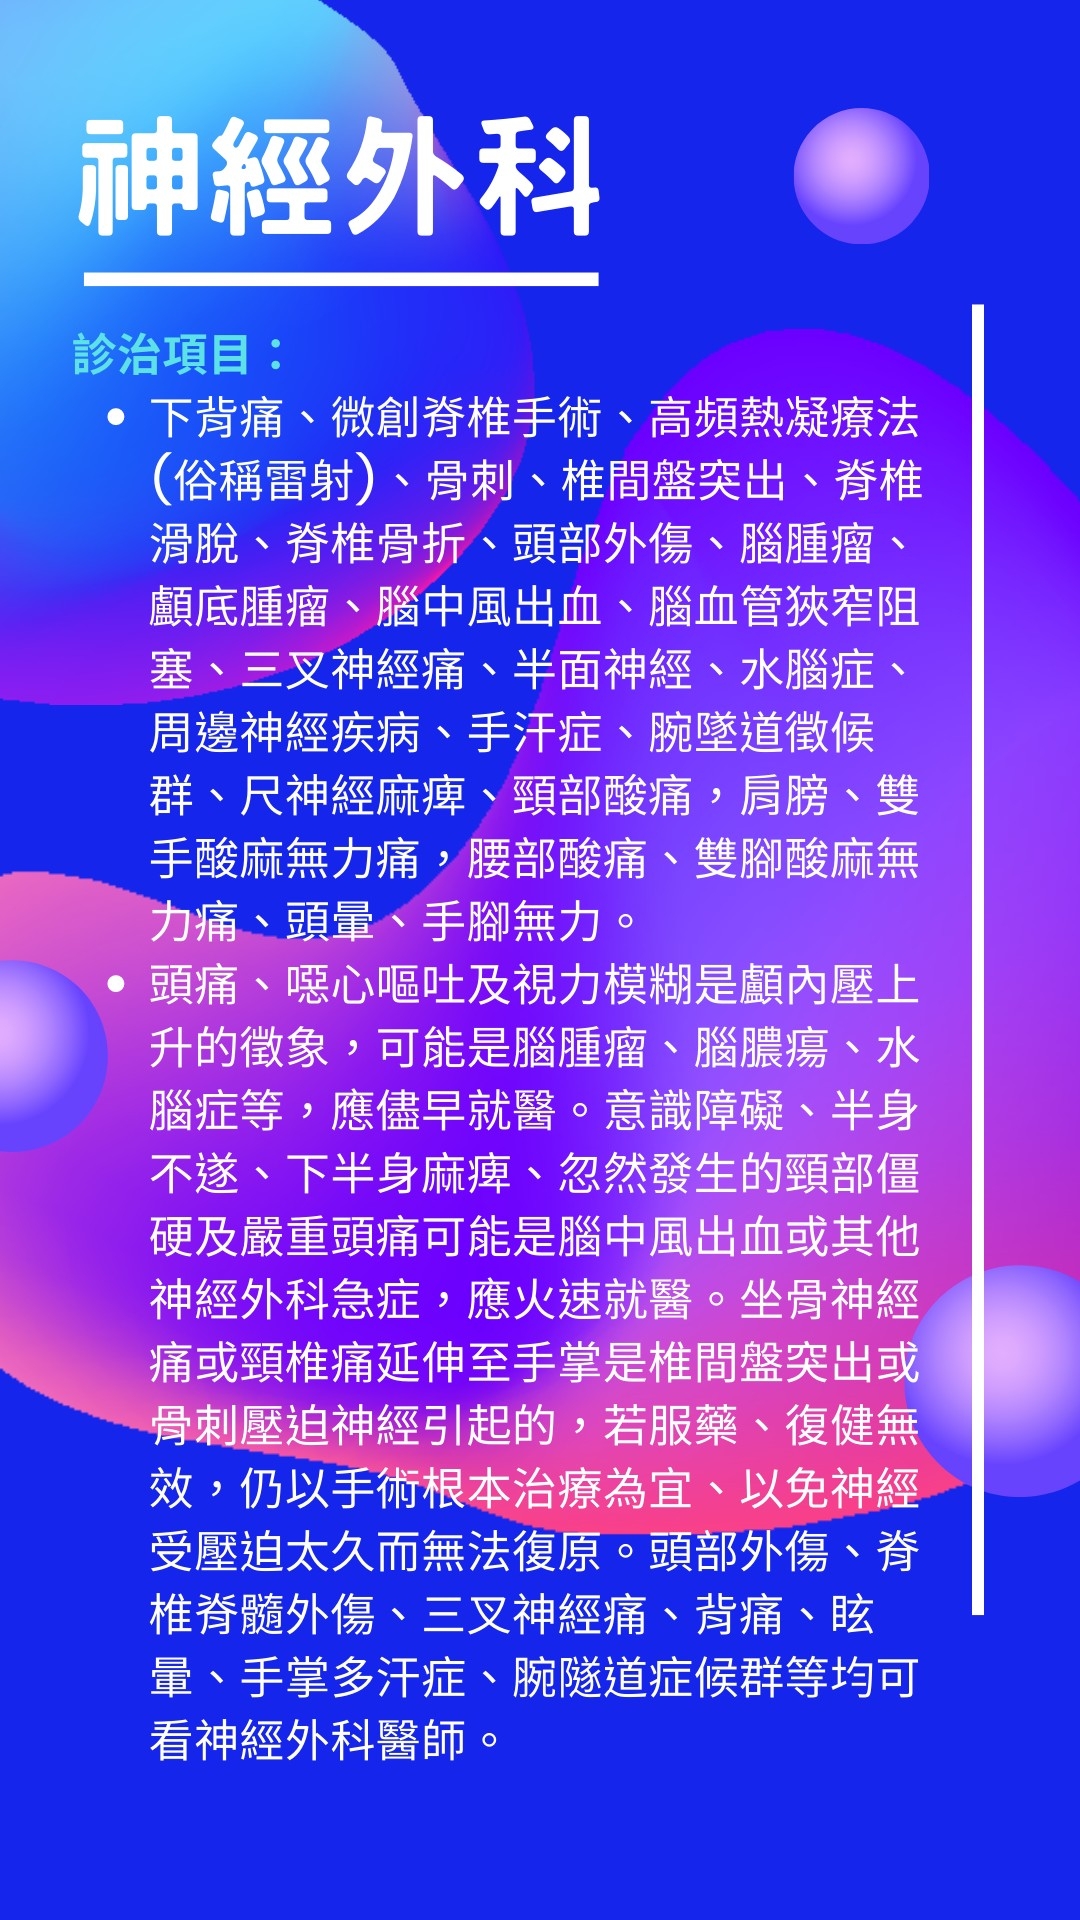 神經外科
診治項目：
• 下背痛、微創脊椎手術、高頻熱凝療法
(俗稱雷射)、骨刺、椎間盤突出、脊椎
滑脫、脊椎骨折、頭部外傷、腦腫瘤、
顱底腫瘤、腦中風出血、腦血管狹窄阻
塞、三叉神經痛、半面神經、水腦症、
周邊神經疾病、手汗症、腕墜道徵候
群、尺神經麻痺、頸部酸痛，肩膀、雙
手酸麻無力痛，腰部酸痛、雙腳酸麻無
力痛、頭暈、手腳無力。
• 頭痛、噁心嘔吐及視力模糊是顱內壓上
升的徵象，可能是腦腫瘤、腦膿瘍、水
腦症等，應儘早就醫。意識障礙、半身
不遂、下半身麻痺、忽然發生的頸部僵
硬及嚴重頭痛可能是腦中風出血或其他
神經外科急症，應火速就醫。坐骨神經
痛或頸椎痛延伸至手掌是椎間盤突出或
骨刺壓迫神經引起的，若服藥、復健無
效，仍以手術根本治療為宜、以免神經
受壓迫太久而無法復原。頭部外傷、脊
椎脊髓外傷、三叉神經痛、背痛、眩
暈、手掌多汗症、腕隧道症候群等均可
看神經外科醫師。